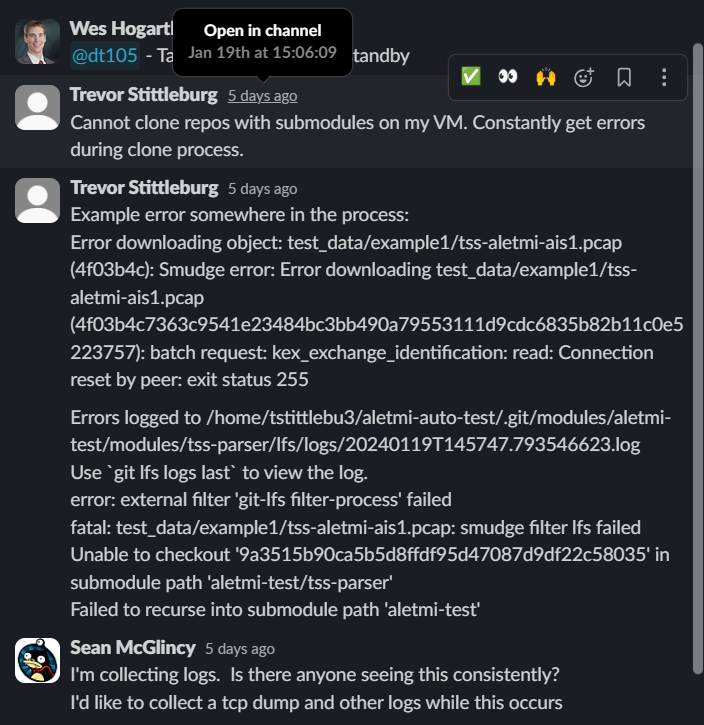 Wes Hogart
Open in channel
Jan 19th at 15:06:09
@dt105 - Ta
tandby
Trevor Stittleburg 5 days ago
Cannot clone repos with submodules on my VM. Constantly get errors
during clone process.
Trevor Stittleburg 5 days ago
Example error somewhere in the process:
Error downloading object: test_data/example1/tss-aletmi-ais1.pcap
(4f03b4c): Smudge error: Error downloading test_data/example1/tss-
aletmi-ais1.pcap
(4f03b4c7363c9541e23484bc3bb490a79553111d9cdc6835b82b11c0e5
223757): batch request: kex_exchange_identification: read: Connection
reset by peer: exit status 255
Errors logged to /home/tstittlebu3/aletmi-auto-test/.git/modules/aletmi-
test/modules/tss-parser/lfs/logs/20240119T145747.793546623.log
Use `git lfs logs last` to view the log.
error: external filter 'git-lfs filter-process' failed
fatal: test_data/example1/tss-aletmi-ais1.pcap: smudge filter lfs failed
Unable to checkout '9a3515b90ca5b5d8ffdf95d47087d9df22c58035' in
submodule path 'aletmi-test/tss-parser'
Failed to recurse into submodule path 'aletmi-test'
Sean McGlincy 5 days ago
I'm collecting logs. Is there anyone seeing this consistently?
I'd like to collect a tcp dump and other logs while this occurs